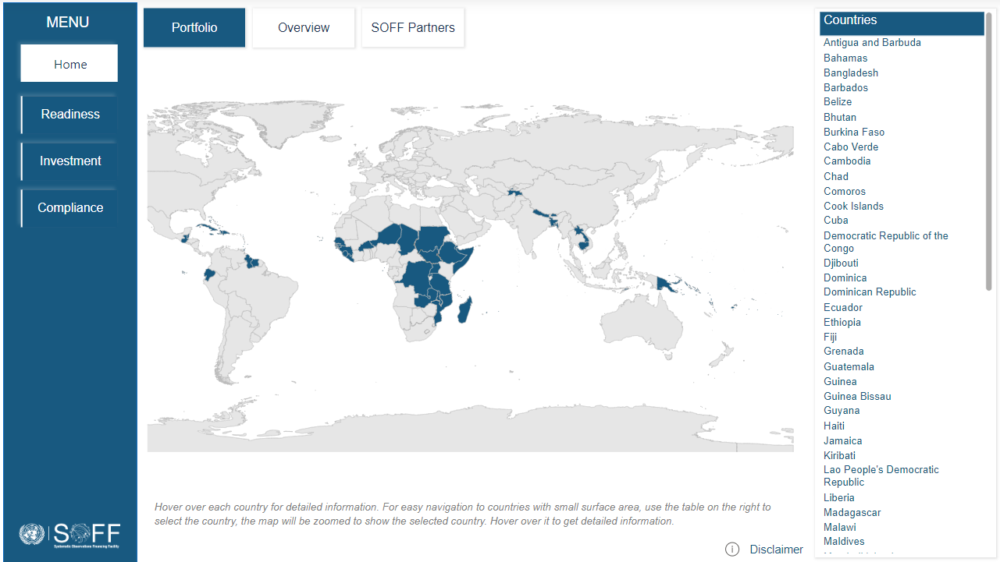 MENU
Home
Readiness
Investment
Compliance
SOFF
Systematic Observations Financing Facility
Portfolio
Overview
SOFF Partners
Hover over each country for detailed information. For easy navigation to countries with small surface area, use the table on the right to
select the country, the map will be zoomed to show the selected country. Hover over it to get detailed information.
Disclaimer
Countries
Antigua and Barbuda
Bahamas
Bangladesh
Barbados
Belize
Bhutan
Burkina Faso
Cabo Verde
Cambodia
Chad
Comoros
Cook Islands
Cuba
Democratic Republic of the
Congo
Djibouti
Dominica
Dominican Republic
Ecuador
Ethiopia
Fiji
Grenada
Guatemala
Guinea
Guinea Bissau
Guyana
Haiti
Jamaica
Kiribati
Lao People's Democratic
Republic
Liberia
Madagascar
Malawi
Maldives